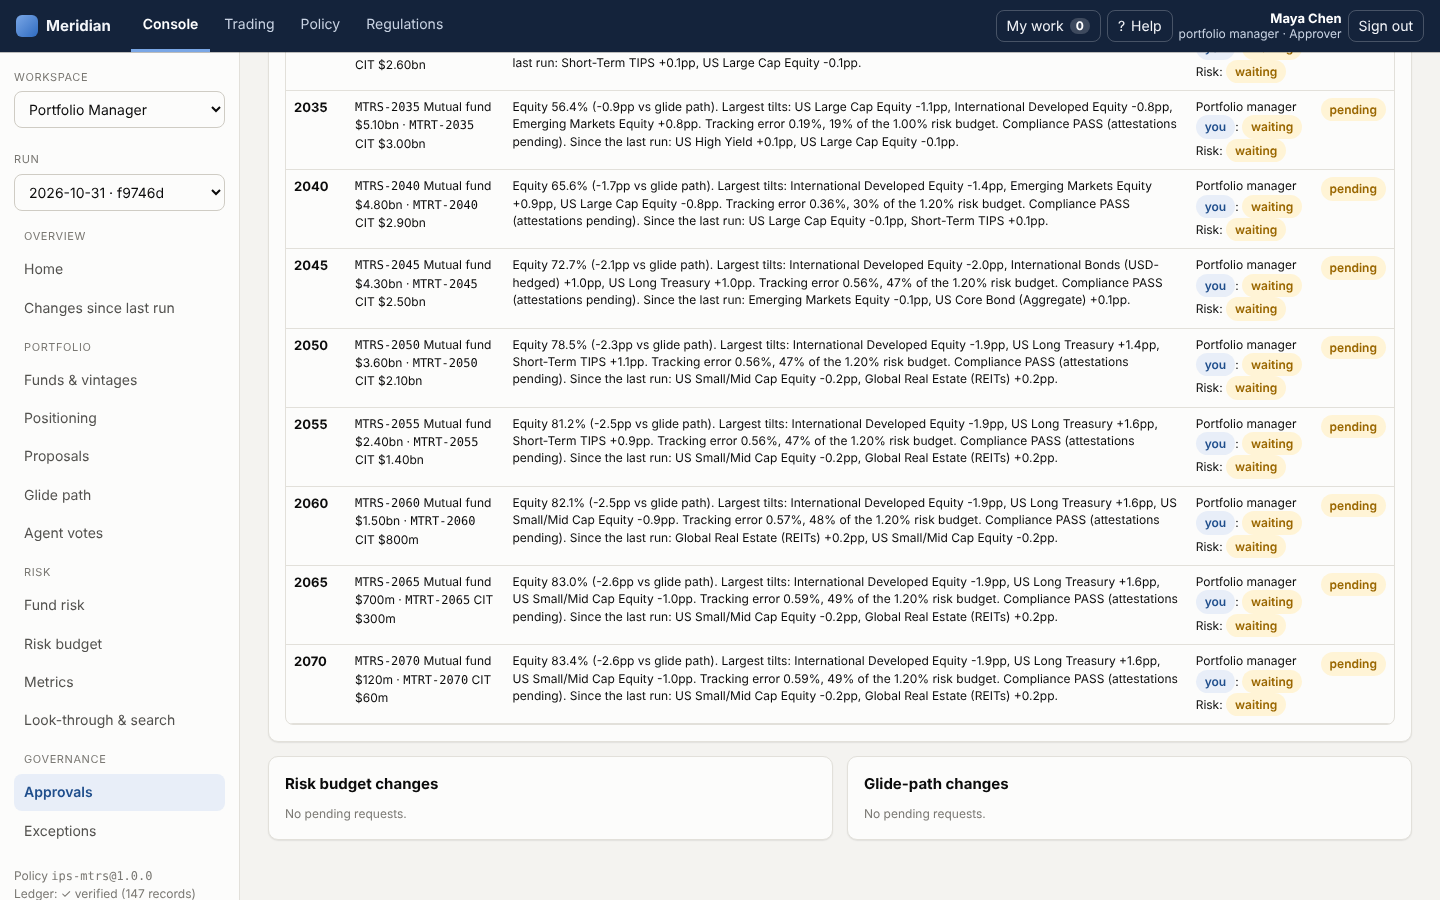 Meridian
Console
Trading
Policy
Regulations
My work 0
? Help
Maya Chen
portfolio manager · Approver
Sign out
WORKSPACE
Portfolio Manager
RUN
2026-10-31 · f9746d
OVERVIEW
Home
Changes since last run
PORTFOLIO
Funds & vintages
Positioning
Proposals
Glide path
Agent votes
RISK
Fund risk
Risk budget
Metrics
Look-through & search
GOVERNANCE
Approvals
Exceptions
Policy ips-mtrs@1.0.0
Ledger: ✓ verified (147 records)
CIT $2.60bn
last run: Short-Term TIPS +0.1pp, US Large Cap Equity -0.1pp.
Risk: waiting
2035
MTRS-2035 Mutual fund
$5.10bn · MTRT-2035
CIT $3.00bn
Equity 56.4% (-0.9pp vs glide path). Largest tilts: US Large Cap Equity -1.1pp, International Developed Equity -0.8pp,
Emerging Markets Equity +0.8pp. Tracking error 0.19%, 19% of the 1.00% risk budget. Compliance PASS (attestations
pending). Since the last run: US High Yield +0.1pp, US Large Cap Equity -0.1pp.
Portfolio manager
you : waiting
Risk: waiting
pending
2040
MTRS-2040 Mutual fund
$4.80bn · MTRT-2040
CIT $2.90bn
Equity 65.6% (-1.7pp vs glide path). Largest tilts: International Developed Equity -1.4pp, Emerging Markets Equity
+0.9pp, US Large Cap Equity -0.8pp. Tracking error 0.36%, 30% of the 1.20% risk budget. Compliance PASS
(attestations pending). Since the last run: US Large Cap Equity -0.1pp, Short-Term TIPS +0.1pp.
Portfolio manager
you : waiting
Risk: waiting
pending
2045
MTRS-2045 Mutual fund
$4.30bn · MTRT-2045
CIT $2.50bn
Equity 72.7% (-2.1pp vs glide path). Largest tilts: International Developed Equity -2.0pp, International Bonds (USD-
hedged) +1.0pp, US Long Treasury +1.0pp. Tracking error 0.56%, 47% of the 1.20% risk budget. Compliance PASS
(attestations pending). Since the last run: Emerging Markets Equity -0.1pp, US Core Bond (Aggregate) +0.1pp.
Portfolio manager
you : waiting
Risk: waiting
pending
2050
MTRS-2050 Mutual fund
$3.60bn · MTRT-2050
CIT $2.10bn
Equity 78.5% (-2.3pp vs glide path). Largest tilts: International Developed Equity -1.9pp, US Long Treasury +1.4pp,
Short-Term TIPS +1.1pp. Tracking error 0.56%, 47% of the 1.20% risk budget. Compliance PASS (attestations
pending). Since the last run: US Small/Mid Cap Equity -0.2pp, Global Real Estate (REITs) +0.2pp.
Portfolio manager
you : waiting
Risk: waiting
pending
2055
MTRS-2055 Mutual fund
$2.40bn · MTRT-2055
CIT $1.40bn
Equity 81.2% (-2.5pp vs glide path). Largest tilts: International Developed Equity -1.9pp, US Long Treasury +1.6pp,
Short-Term TIPS +0.9pp. Tracking error 0.56%, 47% of the 1.20% risk budget. Compliance PASS (attestations
pending). Since the last run: US Small/Mid Cap Equity -0.2pp, Global Real Estate (REITs) +0.2pp.
Portfolio manager
you : waiting
Risk: waiting
pending
2060
MTRS-2060 Mutual fund
$1.50bn · MTRT-2060
CIT $800m
Equity 82.1% (-2.5pp vs glide path). Largest tilts: International Developed Equity -1.9pp, US Long Treasury +1.6pp, US
Small/Mid Cap Equity -0.9pp. Tracking error 0.57%, 48% of the 1.20% risk budget. Compliance PASS (attestations
pending). Since the last run: Global Real Estate (REITs) +0.2pp, US Small/Mid Cap Equity -0.2pp.
Portfolio manager
you : waiting
Risk: waiting
pending
2065
MTRS-2065 Mutual fund
$700m · MTRT-2065 CIT
$300m
Equity 83.0% (-2.6pp vs glide path). Largest tilts: International Developed Equity -1.9pp, US Long Treasury +1.6pp,
US Small/Mid Cap Equity -1.0pp. Tracking error 0.59%, 49% of the 1.20% risk budget. Compliance PASS (attestations
pending). Since the last run: US Small/Mid Cap Equity -0.2pp, Global Real Estate (REITs) +0.2pp.
Portfolio manager
you : waiting
Risk: waiting
pending
2070
MTRS-2070 Mutual fund
$120m · MTRT-2070 CIT
$60m
Equity 83.4% (-2.6pp vs glide path). Largest tilts: International Developed Equity -1.9pp, US Long Treasury +1.6pp,
US Small/Mid Cap Equity -1.0pp. Tracking error 0.59%, 49% of the 1.20% risk budget. Compliance PASS (attestations
pending). Since the last run: US Small/Mid Cap Equity -0.2pp, Global Real Estate (REITs) +0.2pp.
Portfolio manager
you : waiting
Risk: waiting
pending
Risk budget changes
No pending requests.
Glide-path changes
No pending requests.